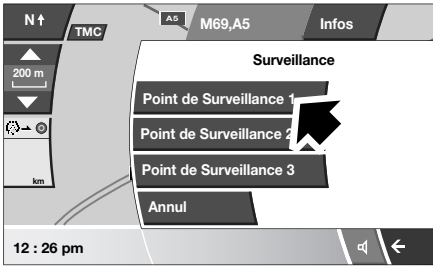 N
TMC
A5
M69,A5
Infos
200 m
Surveillance
Point de Surveillance 1
Point de Surveillance 2
Point de Surveillance 3
Annul
km
12 : 26 pm